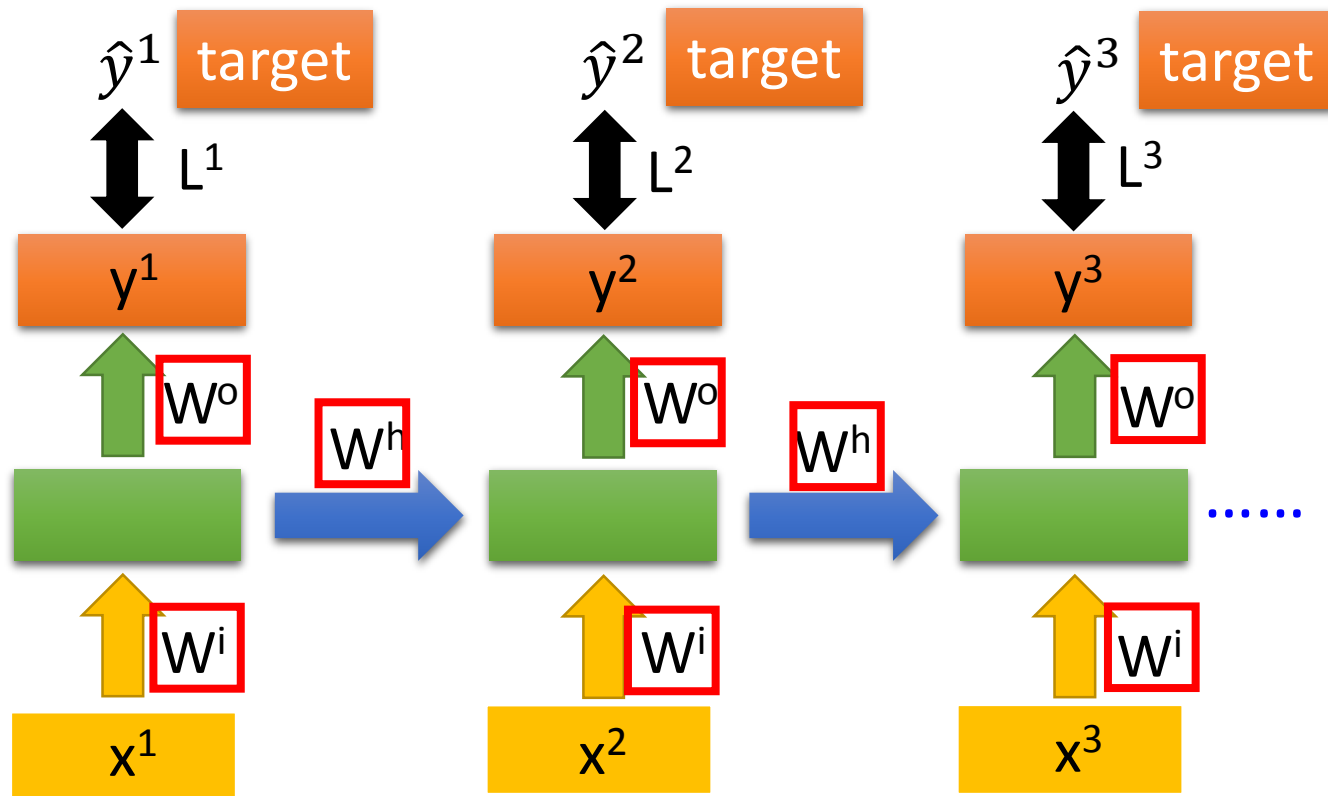 ŷ¹ target ŷ² target ŷ³ target
L¹ L² L³
y¹ y² y³
Wᵒ Wᵒ Wᵒ
Wʰ Wʰ
......
Wⁱ Wⁱ Wⁱ
x¹ x² x³